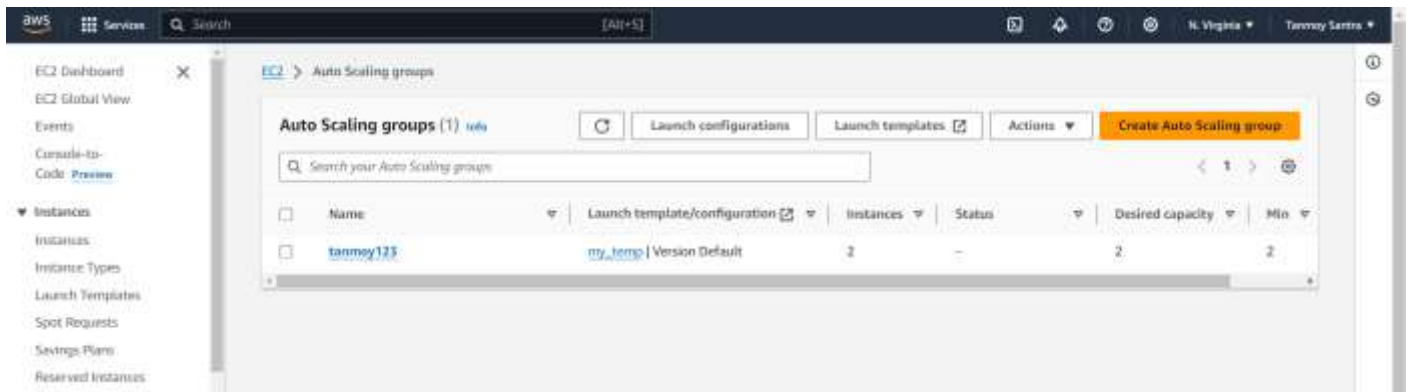 aws Services Search [Alt+S] N. Virginia Tanmoy Santra
EC2 Dashboard
EC2 Global View
Events
Console-to-
Code Preview
Instances
Instances
Instance Types
Launch Templates
Spot Requests
Savings Plans
Reserved Instances
EC2 > Auto Scaling groups
Auto Scaling groups (1) Info Launch configurations Launch templates Actions Create Auto Scaling group
Search your Auto Scaling groups 1
Name Launch template/configuration Instances Status Desired capacity Min
tanmoy123 my_temp | Version Default 2 - 2 2